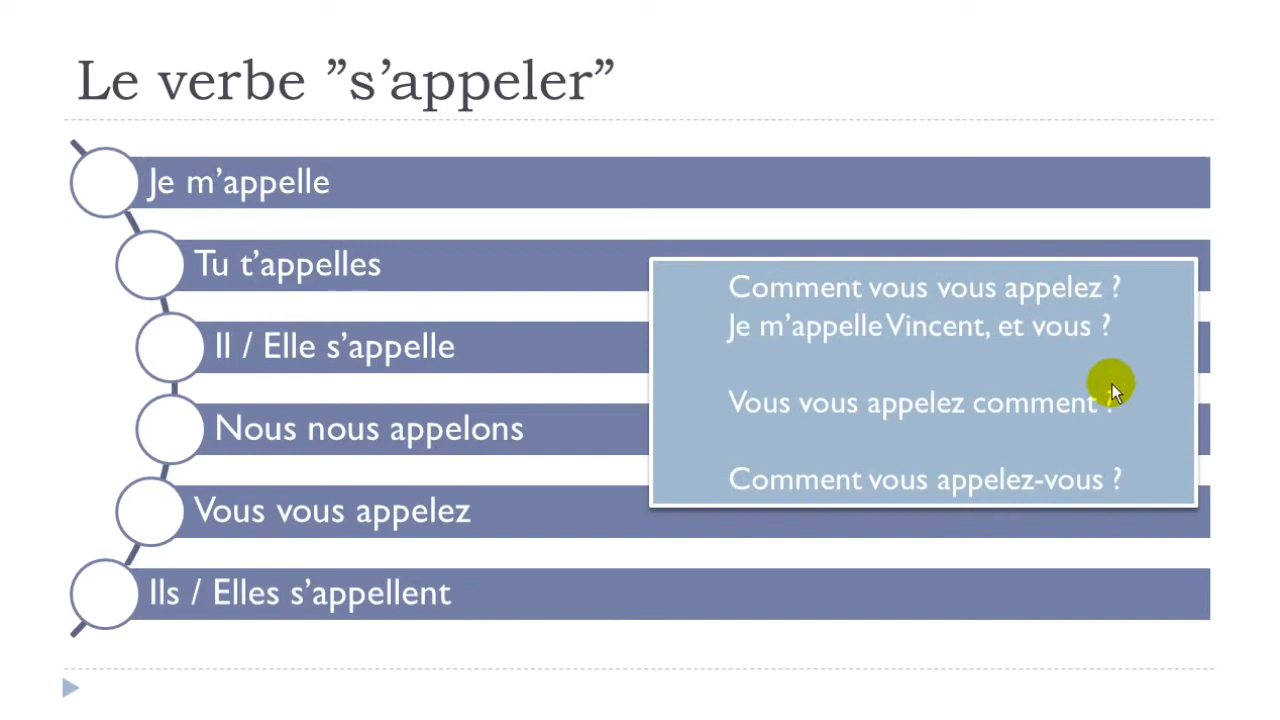 Le verbe ”s’appeler”
Je m’appelle
Tu t’appelles
Il / Elle s’appelle
Nous nous appelons
Vous vous appelez
Ils / Elles s’appellent
Comment vous vous appelez ?
Je m’appelle Vincent, et vous ?
Vous vous appelez comment ?
Comment vous appelez-vous ?